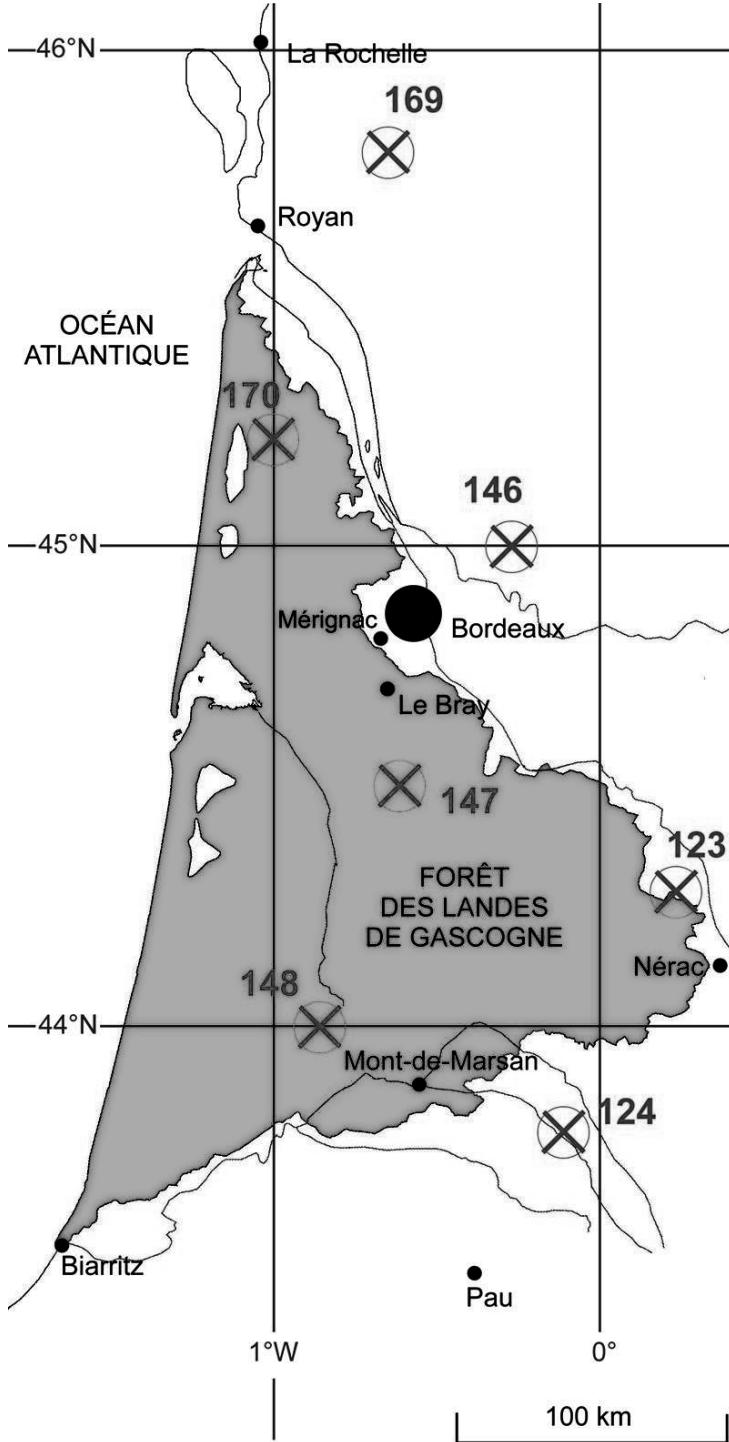 46°N
La Rochelle
169
Royan
OCÉAN
ATLANTIQUE
170
146
45°N
Mérignac
Bordeaux
Le Bray
147
123
FORÊT
DES LANDES
DE GASCOGNE
Nérac
148
44°N
Mont-de-Marsan
124
Biarritz
Pau
1°W
0°
100 km